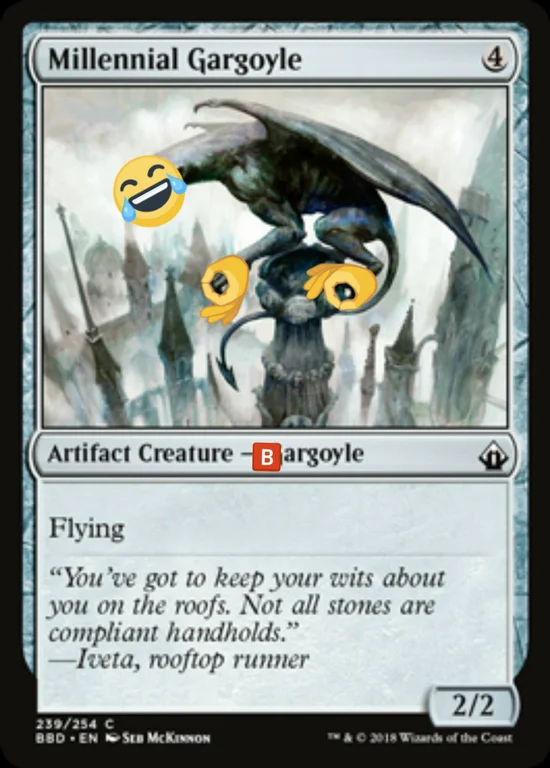 Millennial Gargoyle 4
Artifact Creature – 🅱argoyle
Flying
“You’ve got to keep your wits about
you on the roofs. Not all stones are
compliant handholds.”
—Iveta, rooftop runner
2/2
239/254 C
BBD • EN Seb McKinnon
™ & © 2018 Wizards of the Coast